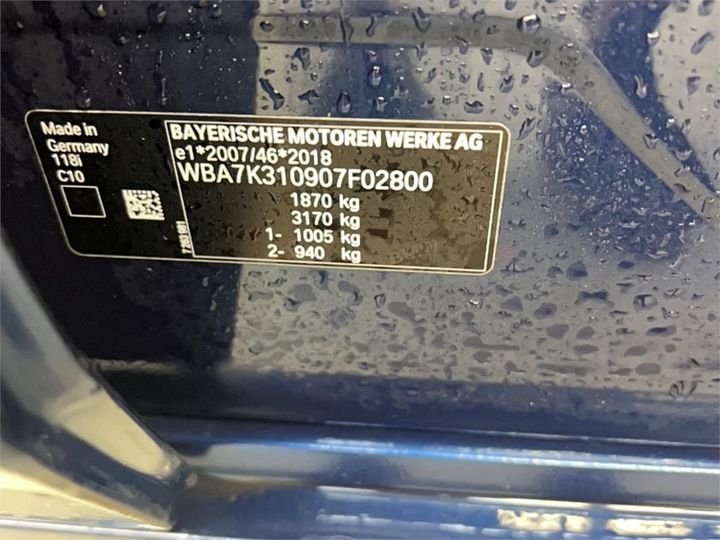 Made in
Germany
118i
C10
BAYERISCHE MOTOREN WERKE AG
e1*2007/46*2018
WBA7K310907F02800
1870 kg
3170 kg
1- 1005 kg
2- 940 kg